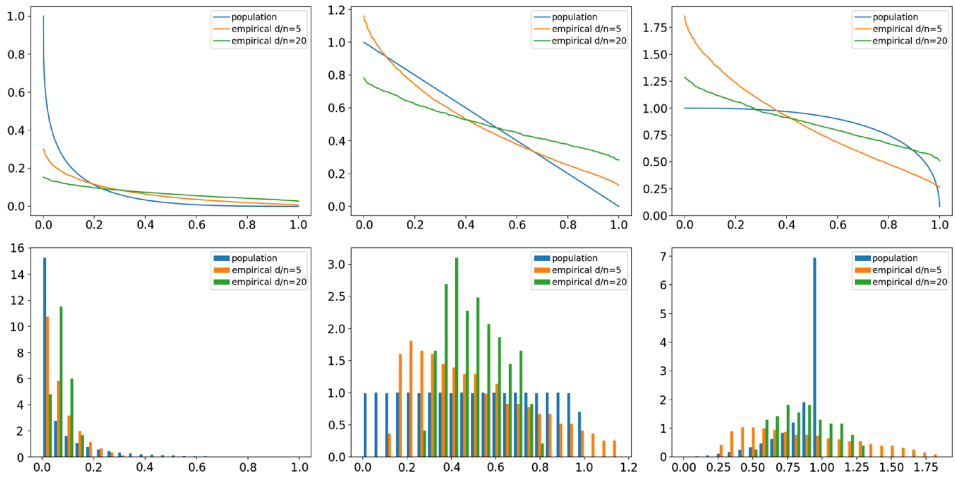 1.0
0.8
0.6
0.4
0.2
0.0
0.0 0.2 0.4 0.6 0.8 1.0
population
empirical d/n=5
empirical d/n=20
1.2
1.0
0.8
0.6
0.4
0.2
0.0
0.0 0.2 0.4 0.6 0.8 1.0
population
empirical d/n=5
empirical d/n=20
1.75
1.50
1.25
1.00
0.75
0.50
0.25
0.00
0.0 0.2 0.4 0.6 0.8 1.0
population
empirical d/n=5
empirical d/n=20
16
14
12
10
8
6
4
2
0
0.0 0.2 0.4 0.6 0.8 1.0
population
empirical d/n=5
empirical d/n=20
3.0
2.5
2.0
1.5
1.0
0.5
0.0
0.0 0.2 0.4 0.6 0.8 1.0 1.2
population
empirical d/n=5
empirical d/n=20
7
6
5
4
3
2
1
0
0.00 0.25 0.50 0.75 1.00 1.25 1.50 1.75
population
empirical d/n=5
empirical d/n=20